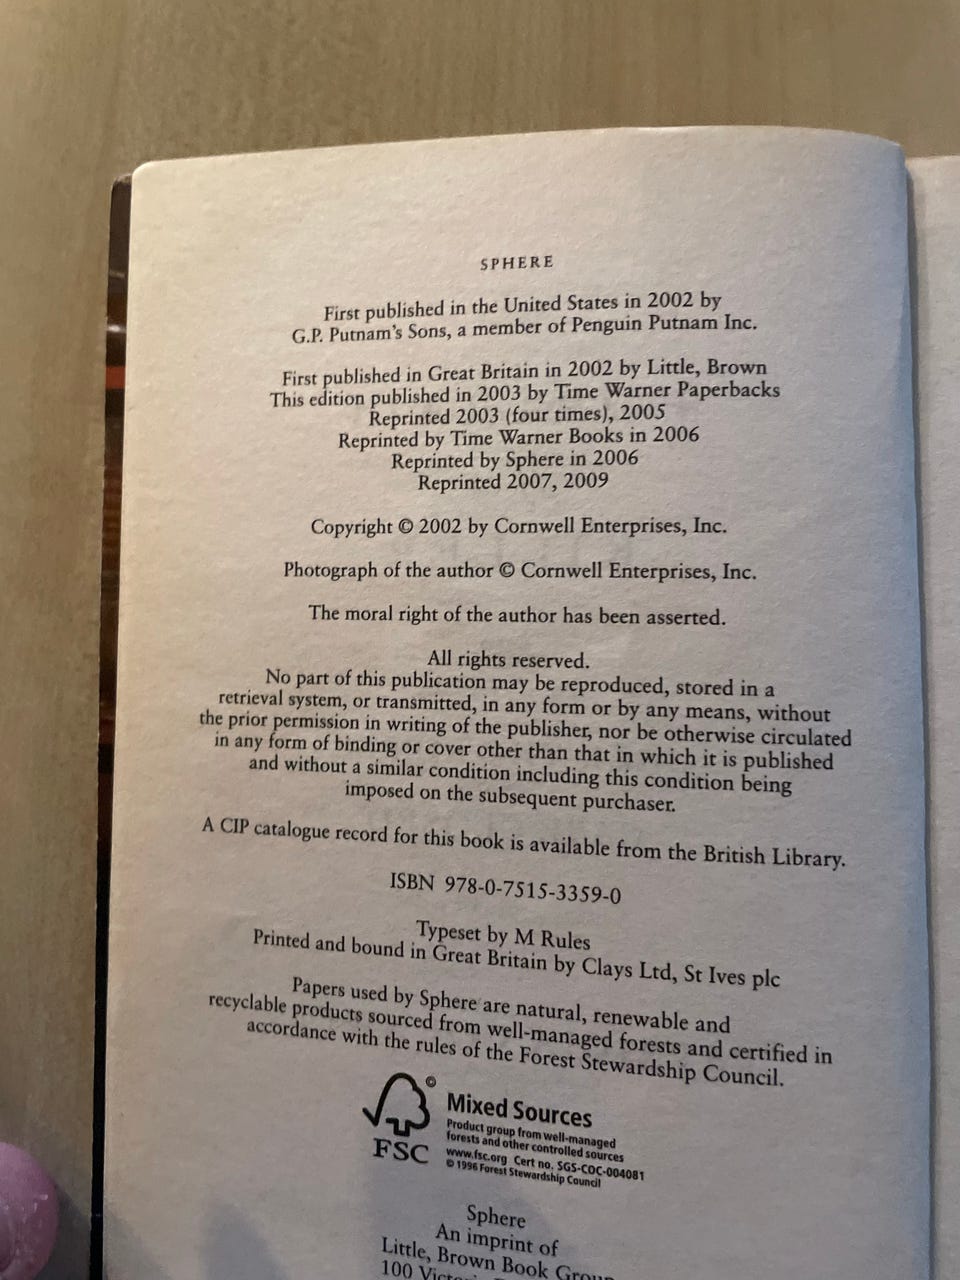 SPHERE
First published in the United States in 2002 by
G.P. Putnam's Sons, a member of Penguin Putnam Inc.
First published in Great Britain in 2002 by Little, Brown
This edition published in 2003 by Time Warner Paperbacks
Reprinted 2003 (four times), 2005
Reprinted by Time Warner Books in 2006
Reprinted by Sphere in 2006
Reprinted 2007, 2009
Copyright © 2002 by Cornwell Enterprises, Inc.
Photograph of the author © Cornwell Enterprises, Inc.
The moral right of the author has been asserted.
All rights reserved.
No part of this publication may be reproduced, stored in a
retrieval system, or transmitted, in any form or by any means, without
the prior permission in writing of the publisher, nor be otherwise circulated
in any form of binding or cover other than that in which it is published
and without a similar condition including this condition being
imposed on the subsequent purchaser.
A CIP catalogue record for this book is available from the British Library.
ISBN 978-0-7515-3359-0
Typeset by M Rules
Printed and bound in Great Britain by Clays Ltd, St Ives plc
Papers used by Sphere are natural, renewable and
recyclable products sourced from well-managed forests and certified in
accordance with the rules of the Forest Stewardship Council.
©
FSC
Mixed Sources
Product group from well-managed
forests and other controlled sources
www.fsc.org Cert no. SGS-COC-004081
© 1996 Forest Stewardship Council
Sphere
An imprint of
Little, Brown Book
100